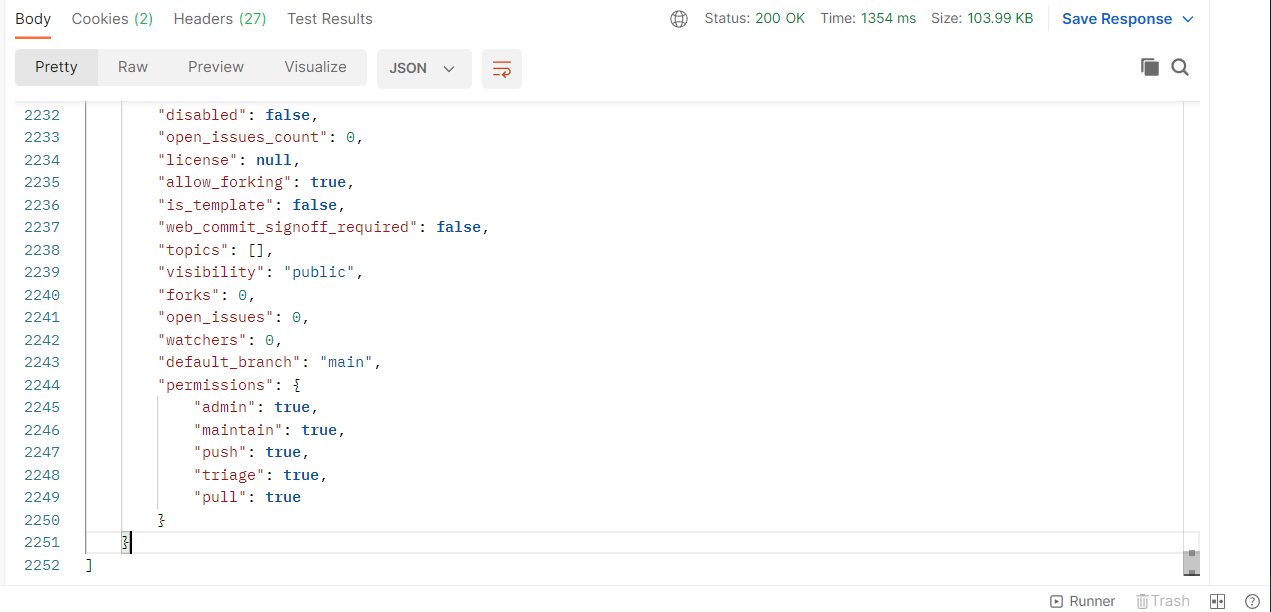 Body Cookies (2) Headers (27) Test Results Status: 200 OK Time: 1354 ms Size: 103.99 KB Save Response
Pretty Raw Preview Visualize JSON
2232 "disabled": false,
2233 "open_issues_count": 0,
2234 "license": null,
2235 "allow_forking": true,
2236 "is_template": false,
2237 "web_commit_signoff_required": false,
2238 "topics": [],
2239 "visibility": "public",
2240 "forks": 0,
2241 "open_issues": 0,
2242 "watchers": 0,
2243 "default_branch": "main",
2244 "permissions": {
2245 "admin": true,
2246 "maintain": true,
2247 "push": true,
2248 "triage": true,
2249 "pull": true
2250 }
2251 }
2252 ]
Runner Trash